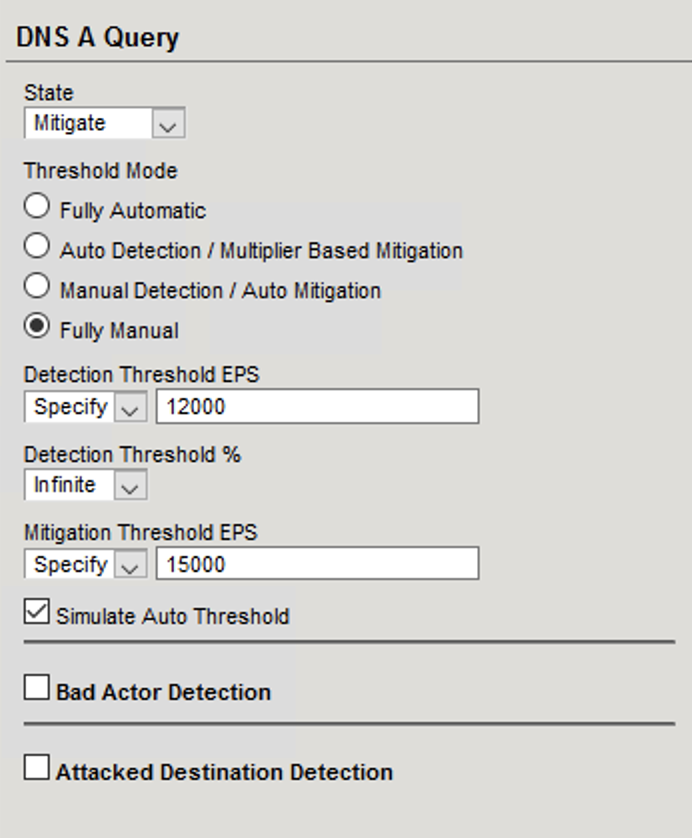 DNS A Query
State
Mitigate
Threshold Mode
Fully Automatic
Auto Detection / Multiplier Based Mitigation
Manual Detection / Auto Mitigation
Fully Manual
Detection Threshold EPS
Specify 12000
Detection Threshold %
Infinite
Mitigation Threshold EPS
Specify 15000
Simulate Auto Threshold
Bad Actor Detection
Attacked Destination Detection